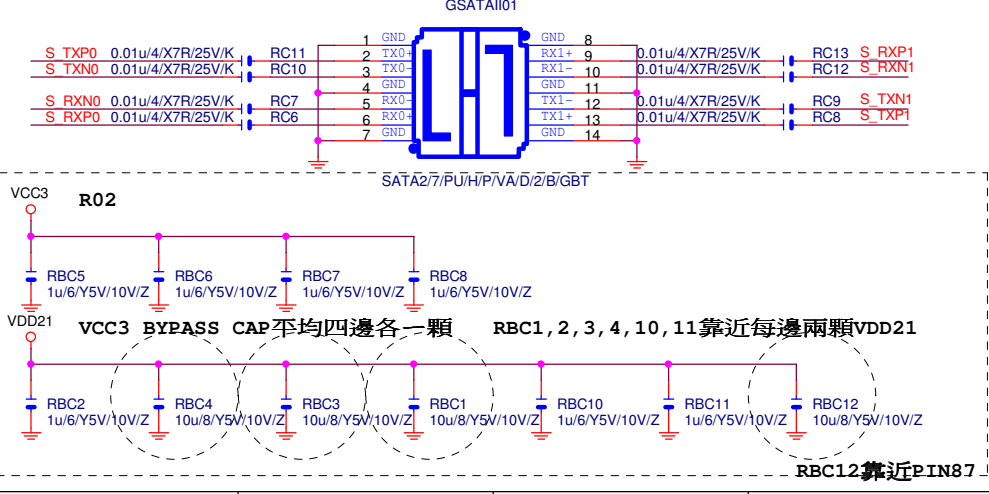 GSATAII01
1 GND GND 8
S_TXP0 0.01u/4/X7R/25V/K RC11 2 TX0+ RX1+ 9 0.01u/4/X7R/25V/K RC13 S_RXP1
S_TXN0 0.01u/4/X7R/25V/K RC10 3 TX0- RX1- 10 0.01u/4/X7R/25V/K RC12 S_RXN1
4 GND GND 11
S_RXN0 0.01u/4/X7R/25V/K RC7 5 RX0- TX1- 12 0.01u/4/X7R/25V/K RC9 S_TXN1
S_RXP0 0.01u/4/X7R/25V/K RC6 6 RX0+ TX1+ 13 0.01u/4/X7R/25V/K RC8 S_TXP1
7 GND GND 14
SATA2/7/PU/H/P/VA/D/2/B/GBT
VCC3 R02
RBC5 RBC6 RBC7 RBC8
1u/6/Y5V/10V/Z 1u/6/Y5V/10V/Z 1u/6/Y5V/10V/Z 1u/6/Y5V/10V/Z
VDD21 VCC3 BYPASS CAP平均四邊各一顆 RBC1,2,3,4,10,11靠近每邊兩顆VDD21
RBC2 RBC4 RBC3 RBC1 RBC10 RBC11 RBC12
1u/6/Y5V/10V/Z 10u/8/Y5V/10V/Z 10u/8/Y5V/10V/Z 10u/8/Y5V/10V/Z 1u/6/Y5V/10V/Z 1u/6/Y5V/10V/Z 10u/8/Y5V/10V/Z
RBC12靠近PIN87